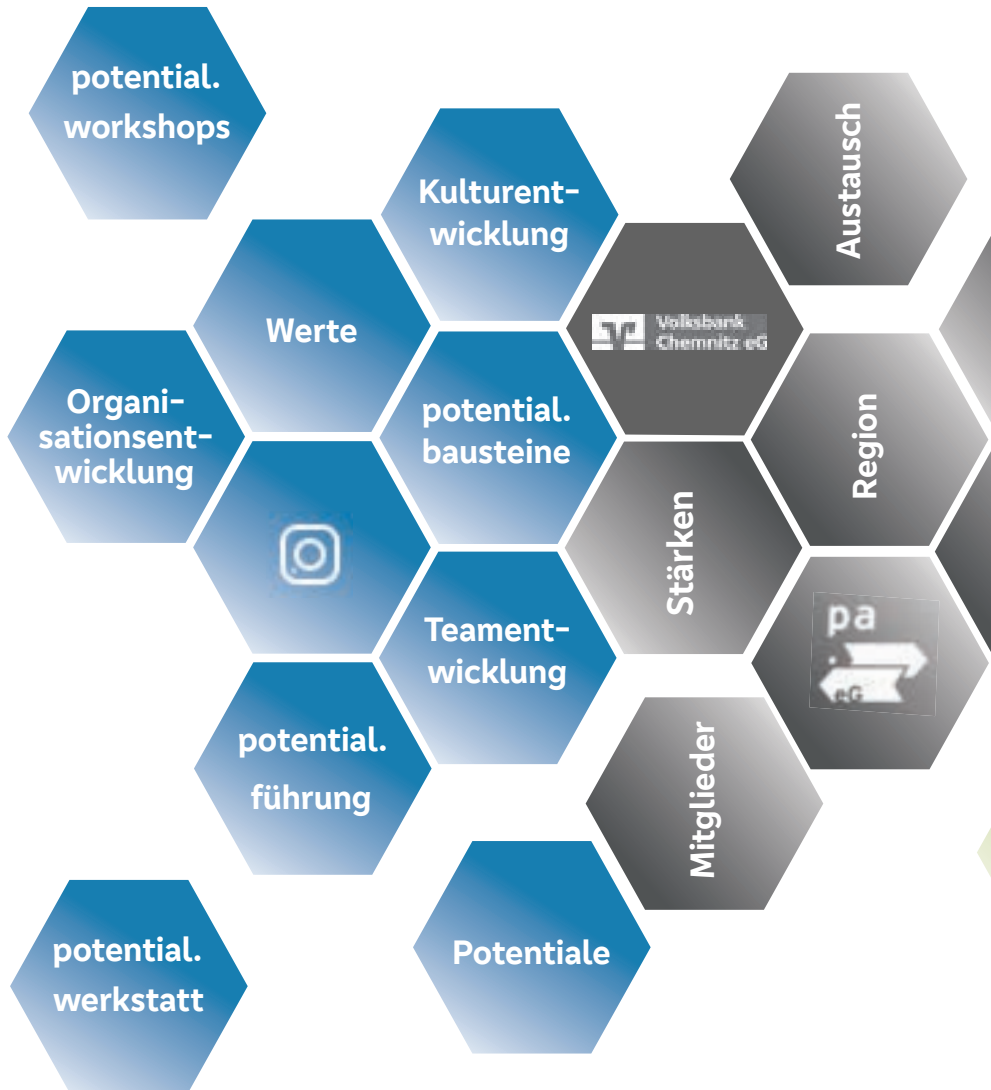 potential.
workshops
Kulturent-
wicklung
Austausch
Werte
Volksbank
Chemnitz eG
Organi-
sationsent-
wicklung
potential.
bausteine
Region
Stärken
Teament-
wicklung
pa
.
eG
potential.
führung
Mitglieder
potential.
werkstatt
Potentiale